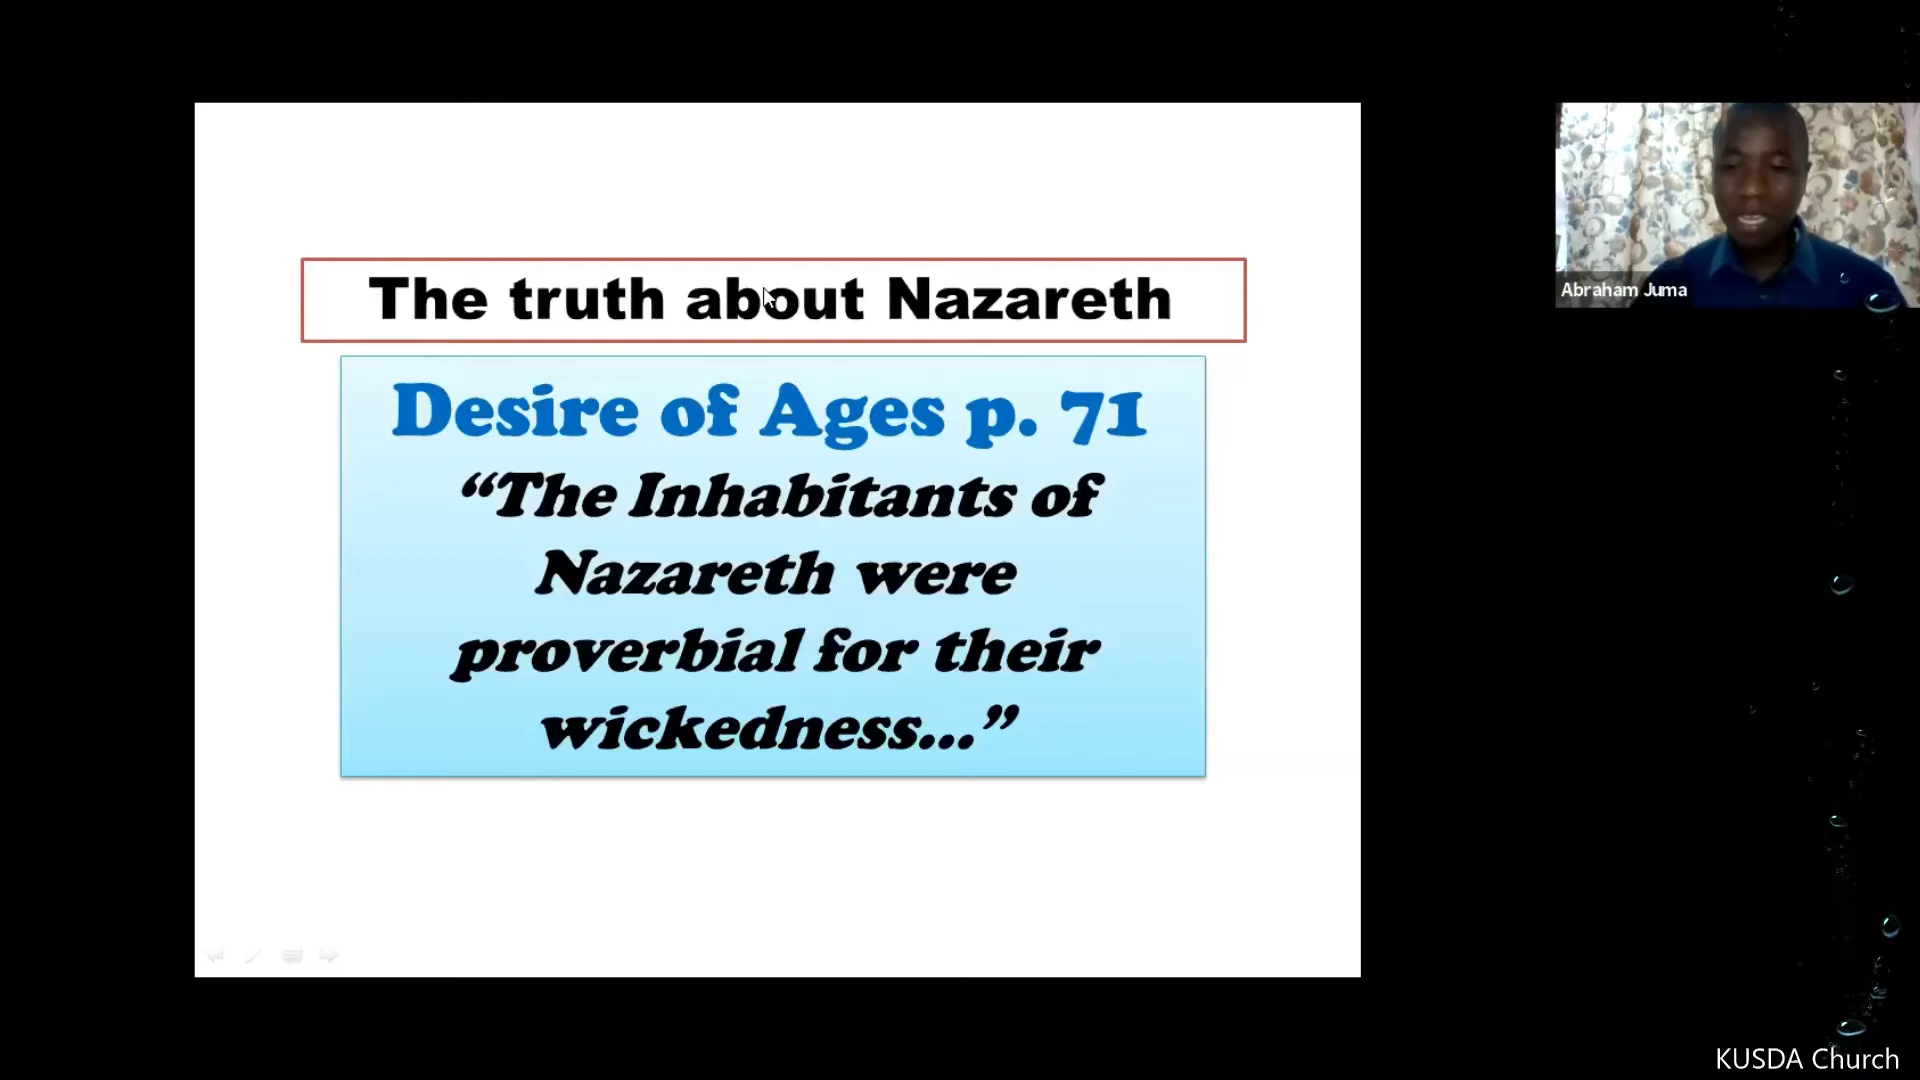 The truth about Nazareth
Desire of Ages p. 71
“The Inhabitants of
Nazareth were
proverbial for their
wickedness...”
Abraham Juma
KUSDA Church